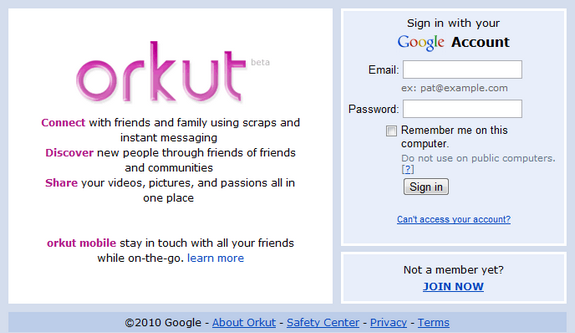 orkut beta
Connect with friends and family using scraps and
instant messaging
Discover new people through friends of friends
and communities
Share your videos, pictures, and passions all in
one place
orkut mobile stay in touch with all your friends
while on-the-go. learn more
Sign in with your
Google Account
Email:
ex: pat@example.com
Password:
Remember me on this
computer.
Do not use on public computers.
[?]
Sign in
Can't access your account?
Not a member yet?
JOIN NOW
©2010 Google - About Orkut - Safety Center - Privacy - Terms